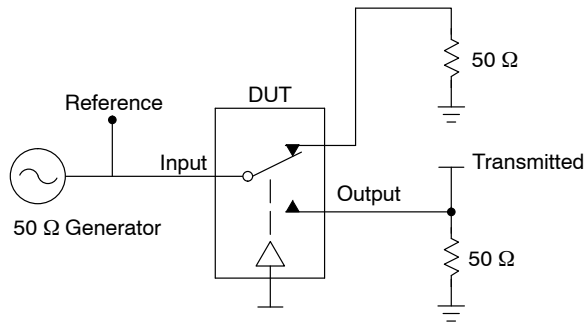 50 Ω
DUT
Reference
Input
Transmitted
Output
50 Ω Generator
50 Ω